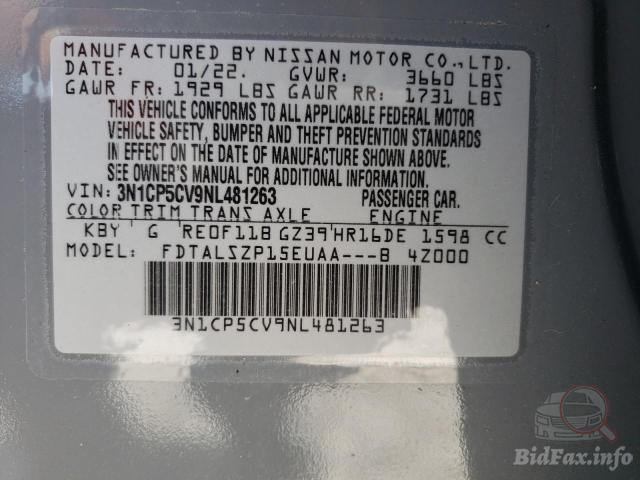 MANUFACTURED BY NISSAN MOTOR CO.,LTD.
DATE: 01/22. GVWR: 3660 LBS
GAWR FR: 1929 LBS GAWR RR: 1731 LBS
THIS VEHICLE CONFORMS TO ALL APPLICABLE FEDERAL MOTOR
VEHICLE SAFETY, BUMPER AND THEFT PREVENTION STANDARDS
IN EFFECT ON THE DATE OF MANUFACTURE SHOWN ABOVE.
SEE OWNER'S MANUAL FOR ADDITIONAL INFORMATION.
VIN: 3N1CP5CV9NL481263 PASSENGER CAR.
COLOR TRIM TRANS AXLE ENGINE
KBY G RE0F11B GZ39 HR16DE 1598 CC
MODEL: FDTALSZP15EUAA---B 4Z000
3N1CP5CV9NL481263
BidFax.info